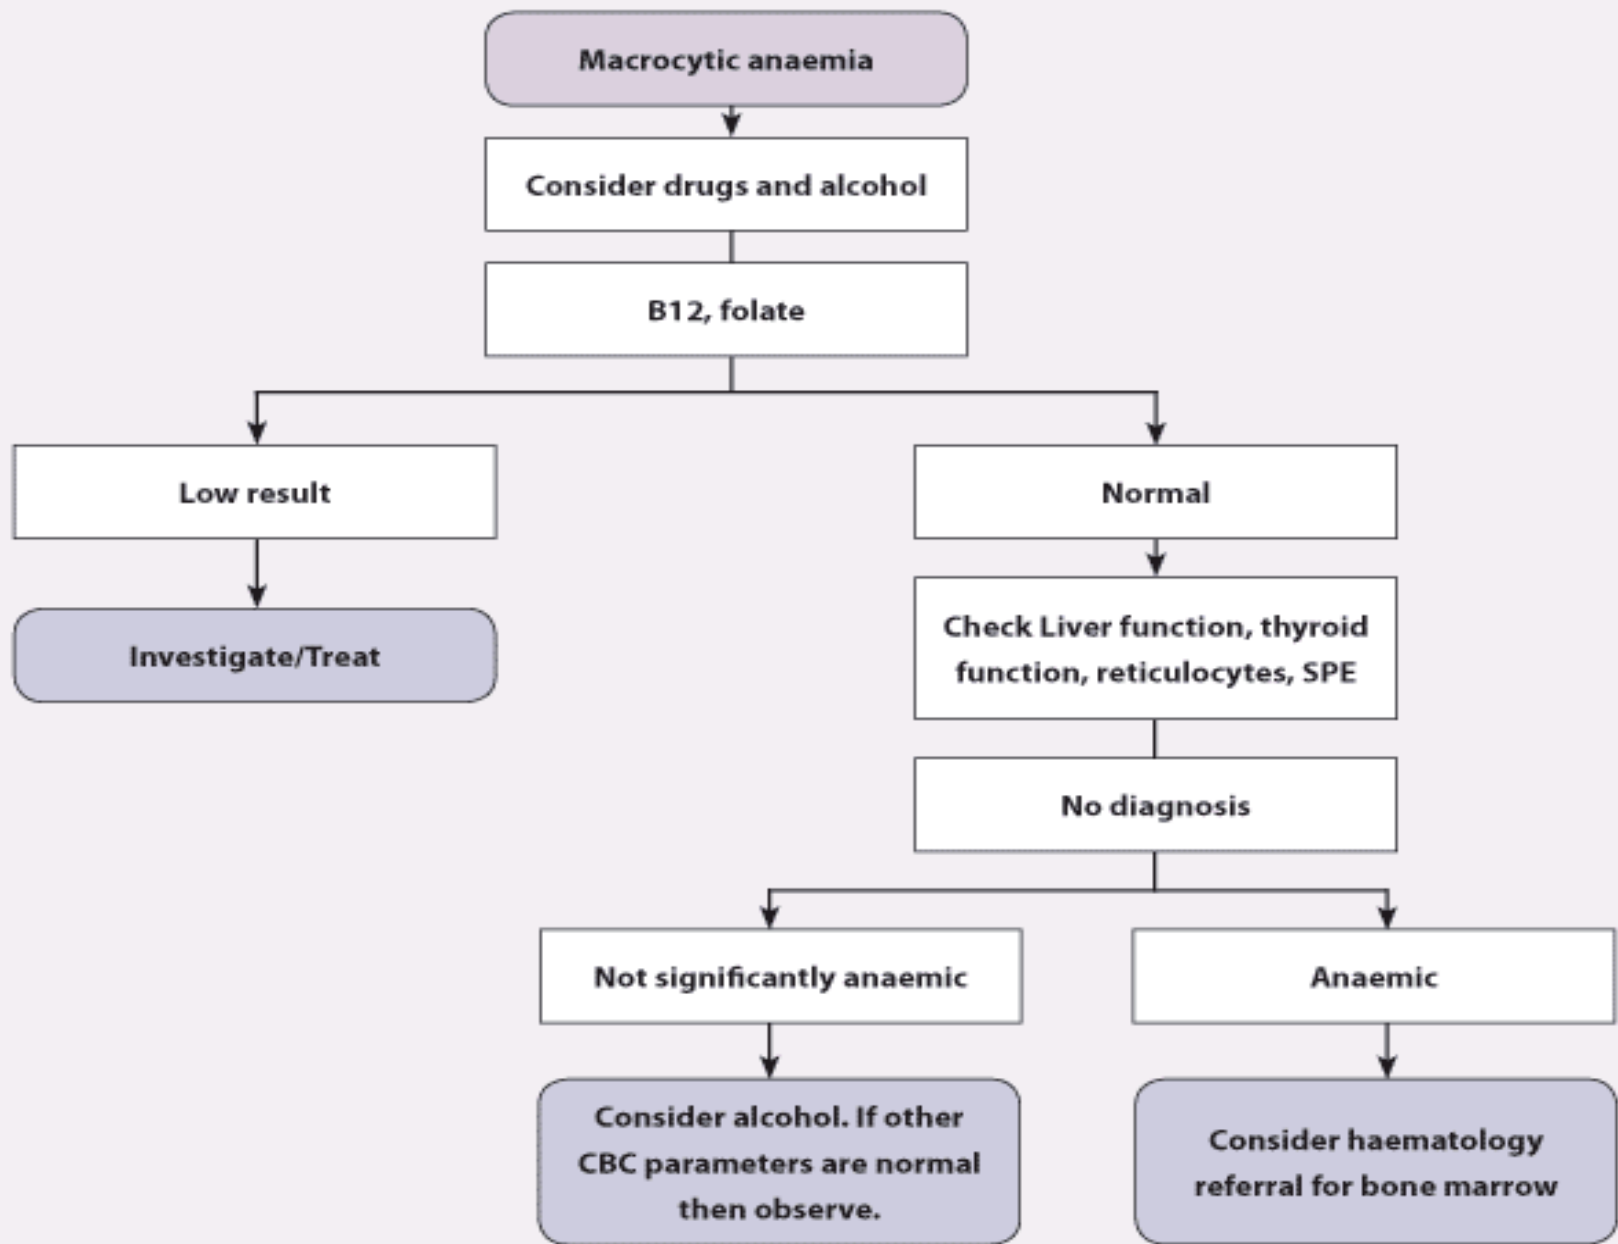 Macrocytic anaemia
Consider drugs and alcohol
B12, folate
Low result
Normal
Investigate/Treat
Check Liver function, thyroid
function, reticulocytes, SPE
No diagnosis
Not significantly anaemic
Anaemic
Consider alcohol. If other
CBC parameters are normal
then observe.
Consider haematology
referral for bone marrow